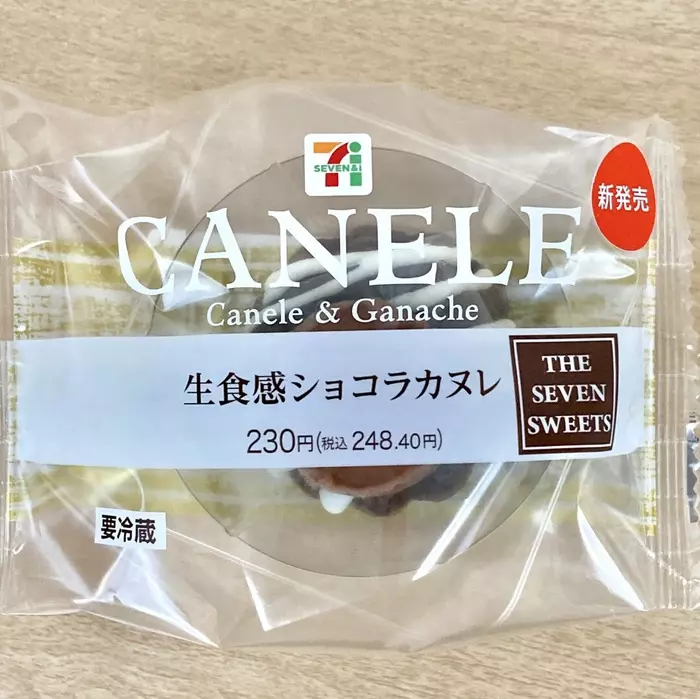 SEVEN&i
新発売
CANELE
Canele & Ganache
生食感ショコラカヌレ
230円(税込 248.40円)
THE
SEVEN
SWEETS
要冷蔵